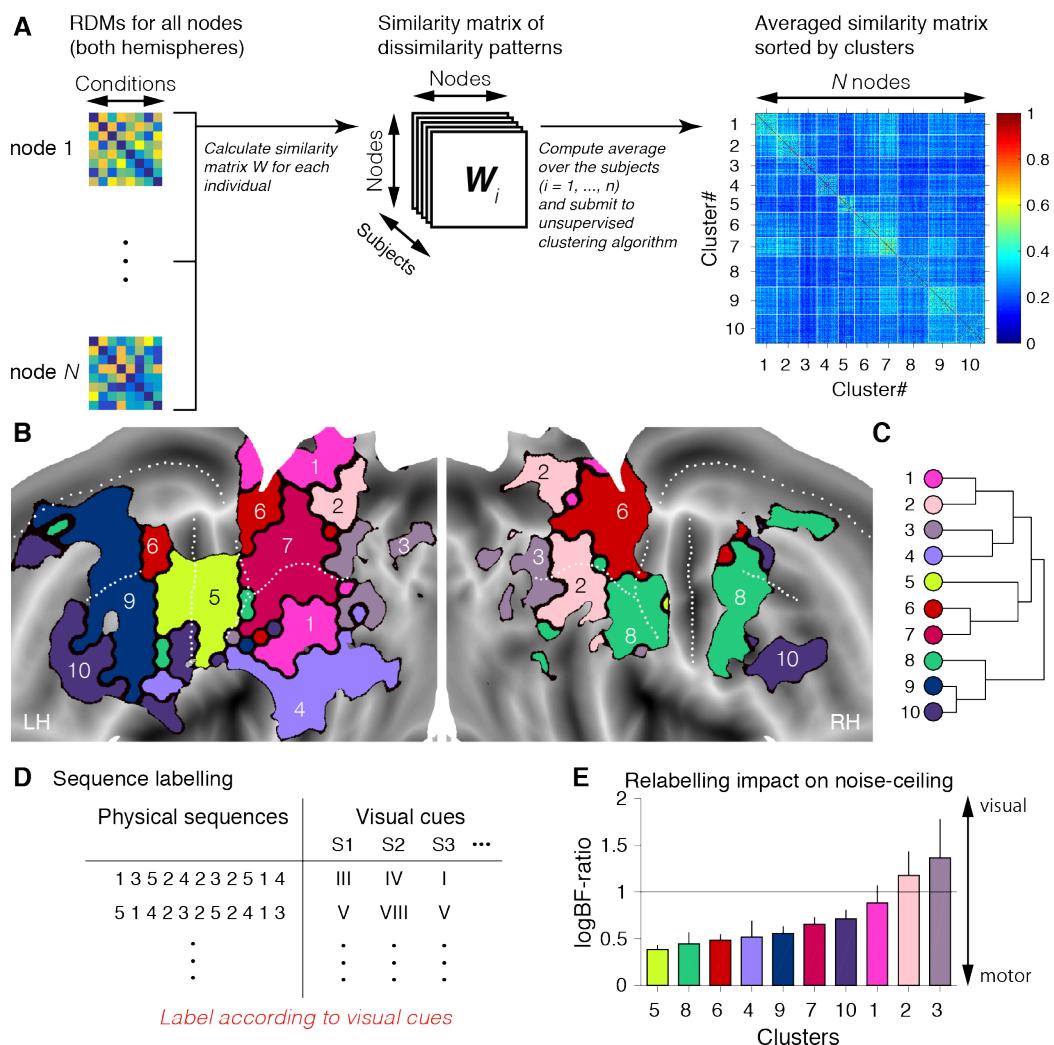 A
RDMs for all nodes
(both hemispheres)
Conditions
node 1
node N
Calculate similarity
matrix W for each
individual
Similarity matrix of
dissimilarity patterns
Nodes
Nodes
Subjects
Wi
Compute average
over the subjects
(i = 1, ..., n)
and submit to
unsupervised
clustering algorithm
Averaged similarity matrix
sorted by clusters
N nodes
Cluster#
1
2
3
4
5
6
7
8
9
10
1 2 3 4 5 6 7 8 9 10
Cluster#
1
0.8
0.6
0.4
0.2
0
B
1
2
6
7
3
6
5
9
1
10
4
LH
2
6
3
2
8
8
10
RH
C
1
2
3
4
5
6
7
8
9
10
D Sequence labelling
Physical sequences
Visual cues
S1 S2 S3 •••
1 3 5 2 4 2 3 2 5 1 4 III IV I
5 1 4 2 3 2 5 2 4 1 3 V VIII V
Label according to visual cues
E
Relabelling impact on noise-ceiling
logBF-ratio
2
1.5
1
0.5
0
5 8 6 4 9 7 10 1 2 3
Clusters
visual
motor